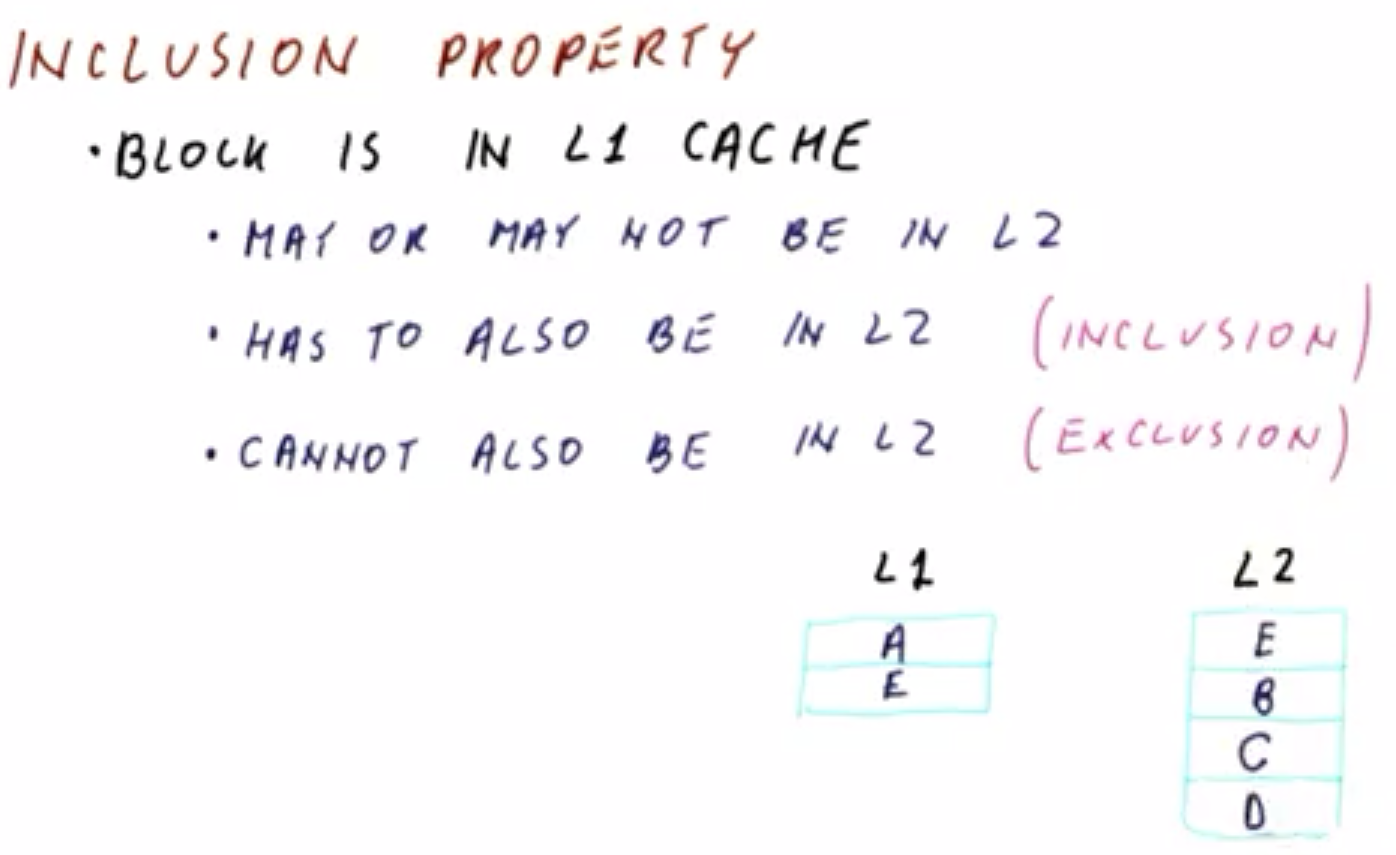 INCLUSION PROPERTY
• BLOCK IS IN L1 CACHE
• MAY OR MAY NOT BE IN L2
• HAS TO ALSO BE IN L2 (INCLUSION)
• CANNOT ALSO BE IN L2 (EXCLUSION)
L1 L2
A E
E B
C
D